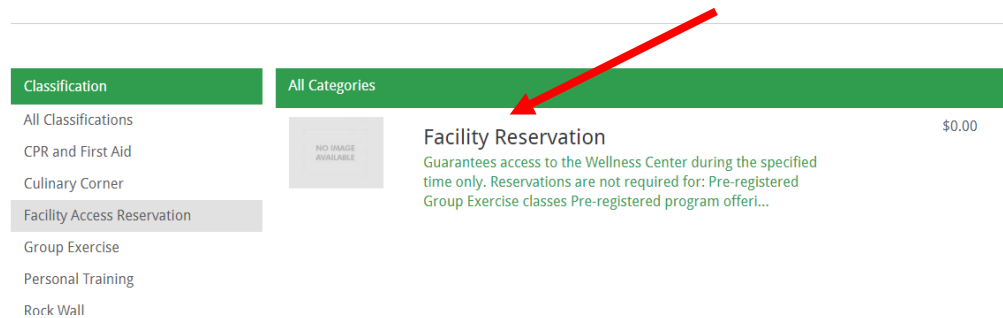 Classification
All Classifications
CPR and First Aid
Culinary Corner
Facility Access Reservation
Group Exercise
Personal Training
Rock Wall
All Categories
NO IMAGE
AVAILABLE
Facility Reservation
$0.00
Guarantees access to the Wellness Center during the specified
time only. Reservations are not required for: Pre-registered
Group Exercise classes Pre-registered program offeri...